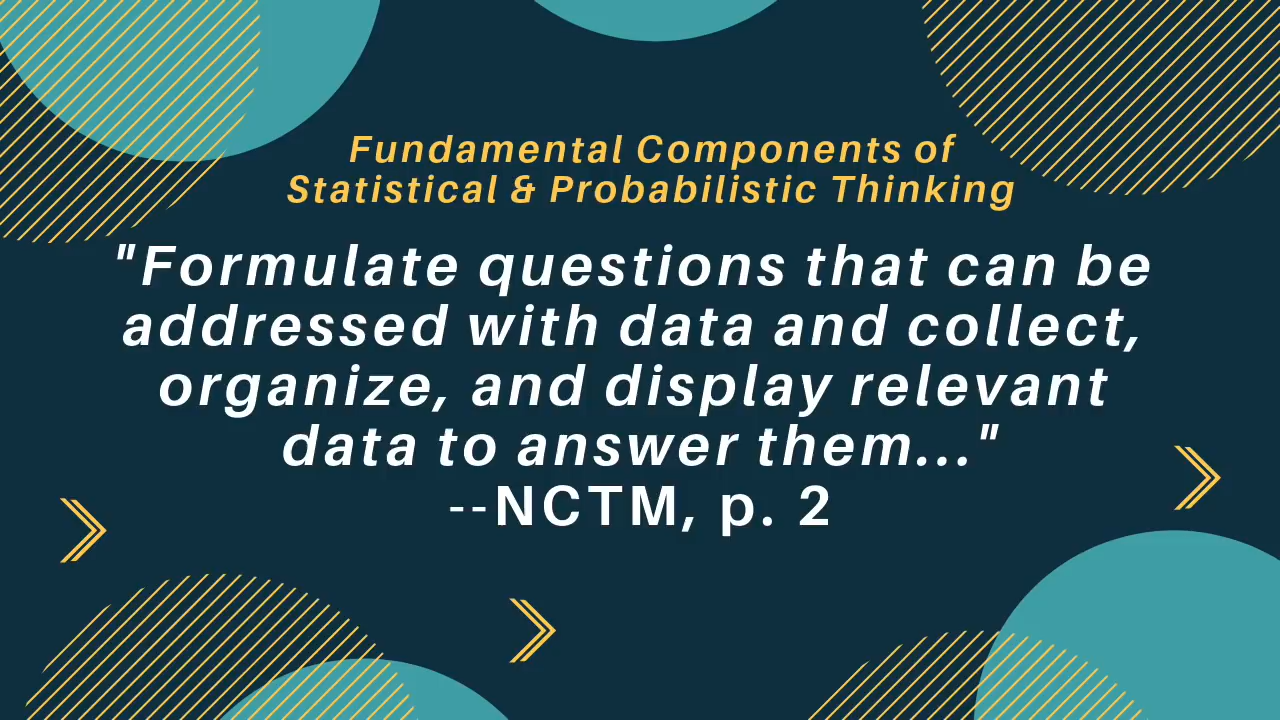 Fundamental Components of
Statistical & Probabilistic Thinking
"Formulate questions that can be
addressed with data and collect,
organize, and display relevant
data to answer them..."
--NCTM, p. 2